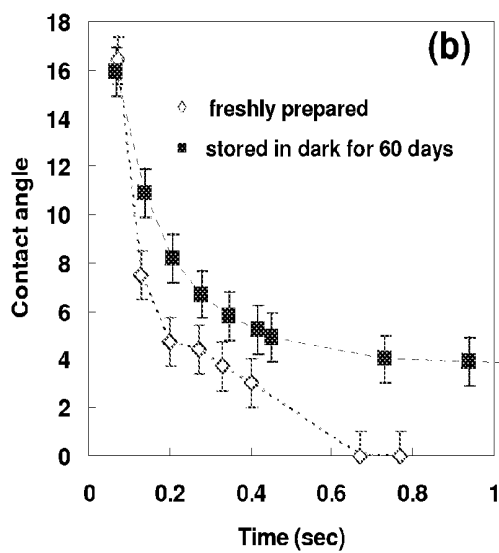 18
(b)
16
freshly prepared
14
stored in dark for 60 days
12
10
8
6
4
2
0
Contact angle
0 0.2 0.4 0.6 0.8 1
Time (sec)